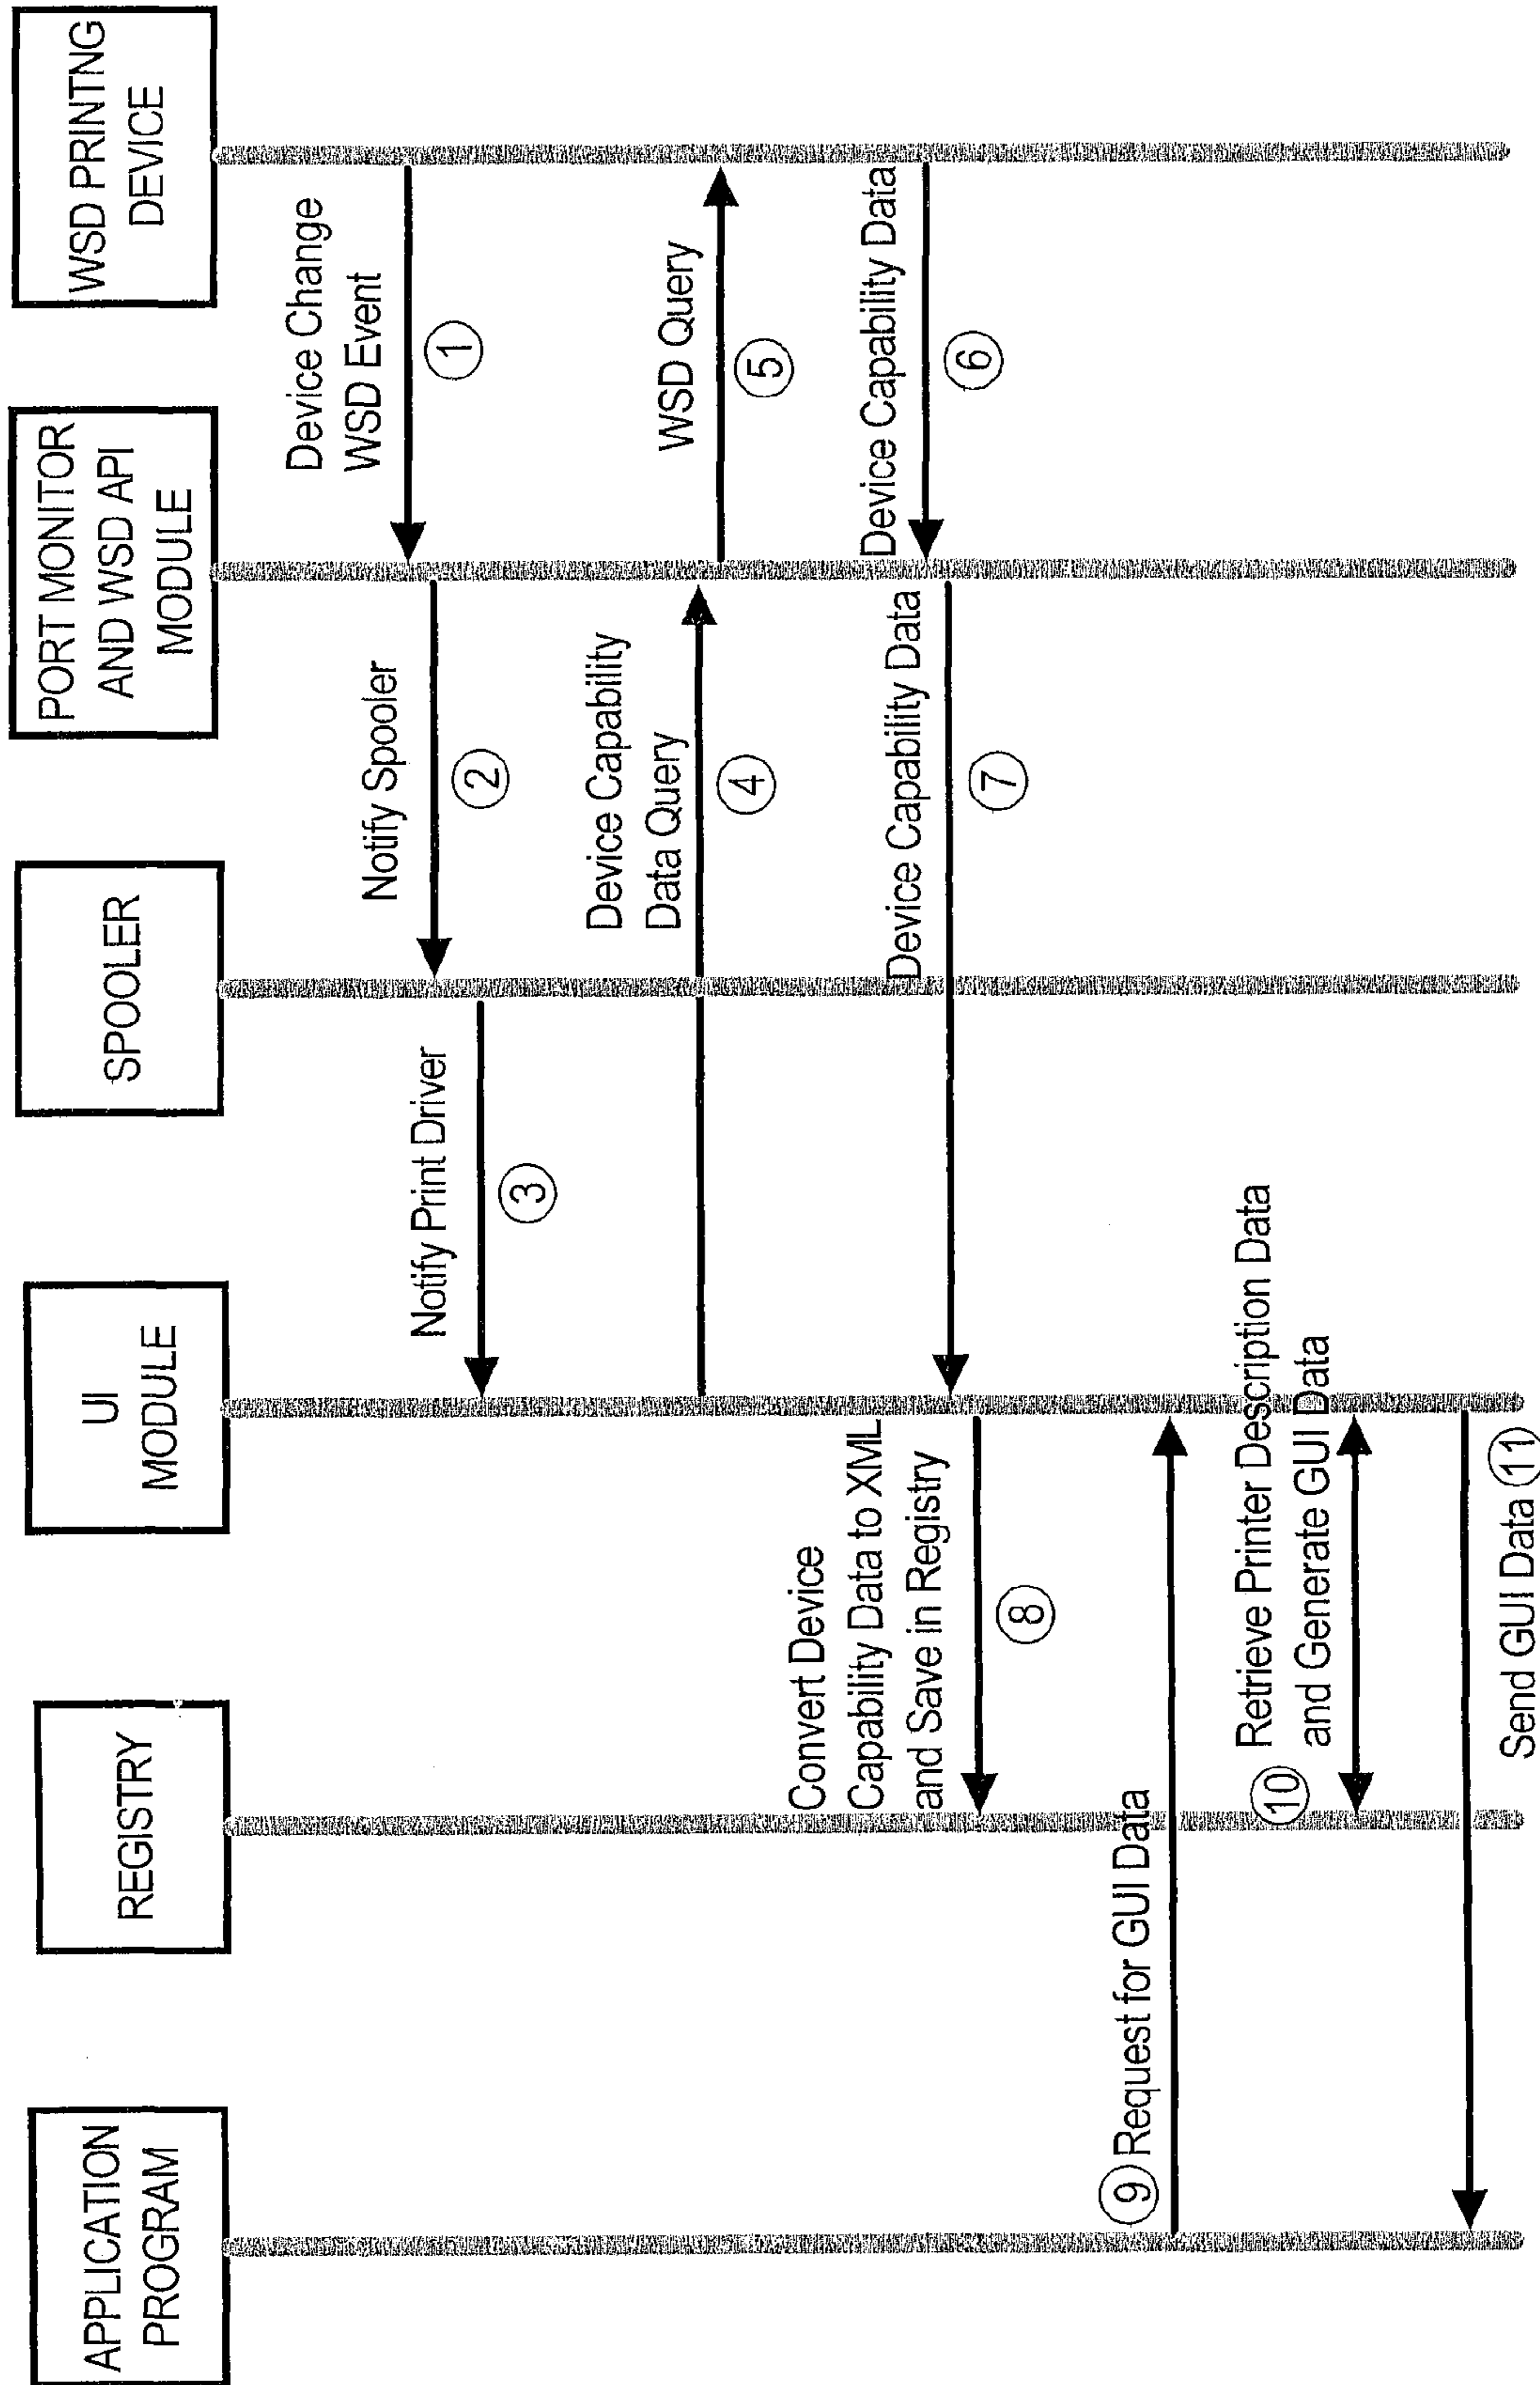 APPLICATION
PROGRAM
REGISTRY
UI
MODULE
SPOOLER
PORT MONITOR
AND WSD API
MODULE
WSD PRINTNG
DEVICE
Device Change
WSD Event
1
Notify Spooler
2
Notify Print Driver
3
Device Capability
Data Query
4
WSD Query
5
Device Capability Data
6
Device Capability Data
7
Convert Device
Capability Data to XML
and Save in Registry
8
9 Request for GUI Data
10 Retrieve Printer Description Data
and Generate GUI Data
Send GUI Data 11